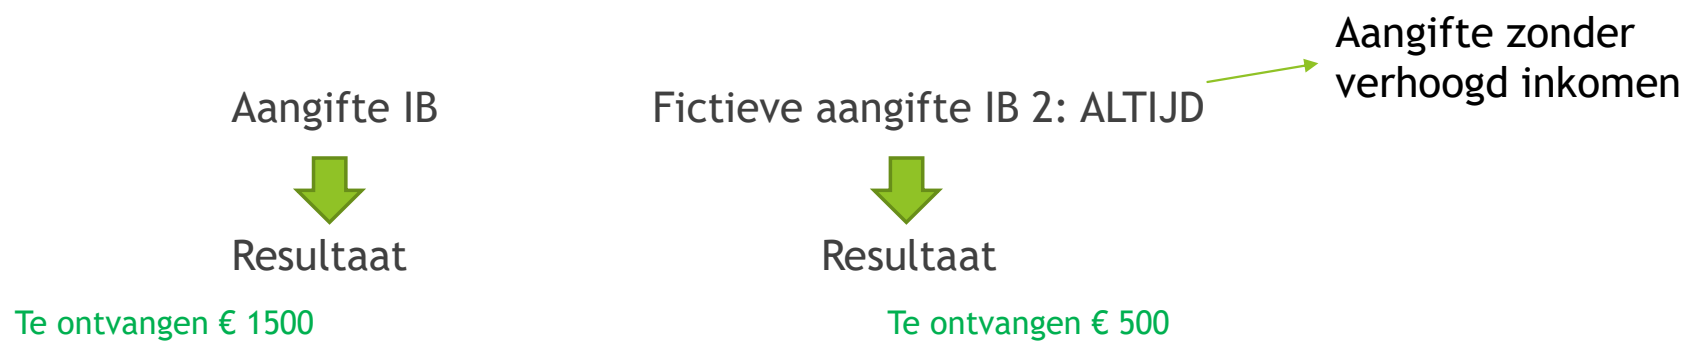 Aangifte zonder
verhoogd inkomen
Aangifte IB
Fictieve aangifte IB 2: ALTIJD
Resultaat
Resultaat
Te ontvangen € 1500
Te ontvangen € 500